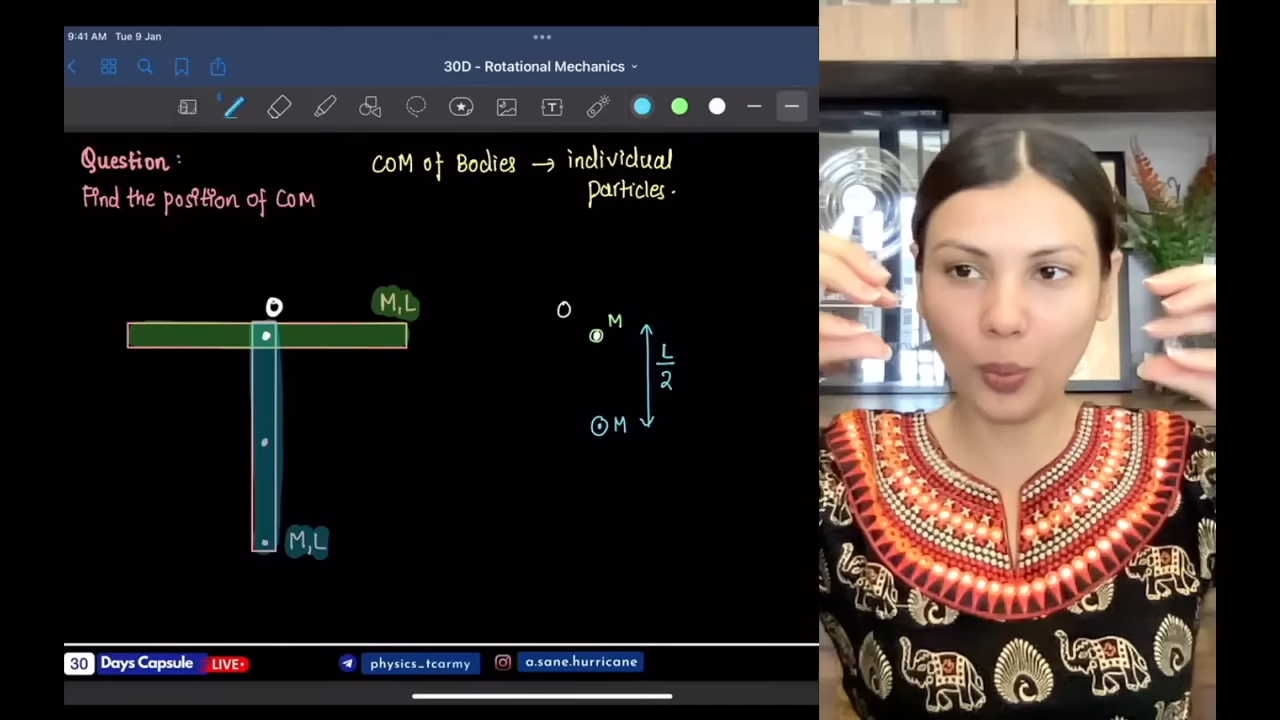 9:41 AM Tue 9 Jan
30D - Rotational Mechanics
Question:
Find the position of COM
COM of Bodies → individual
particles.
O
M,L
M,L
O
M
L
2
M
30 Days Capsule LIVE
physics_tcarmy
a.sane.hurricane